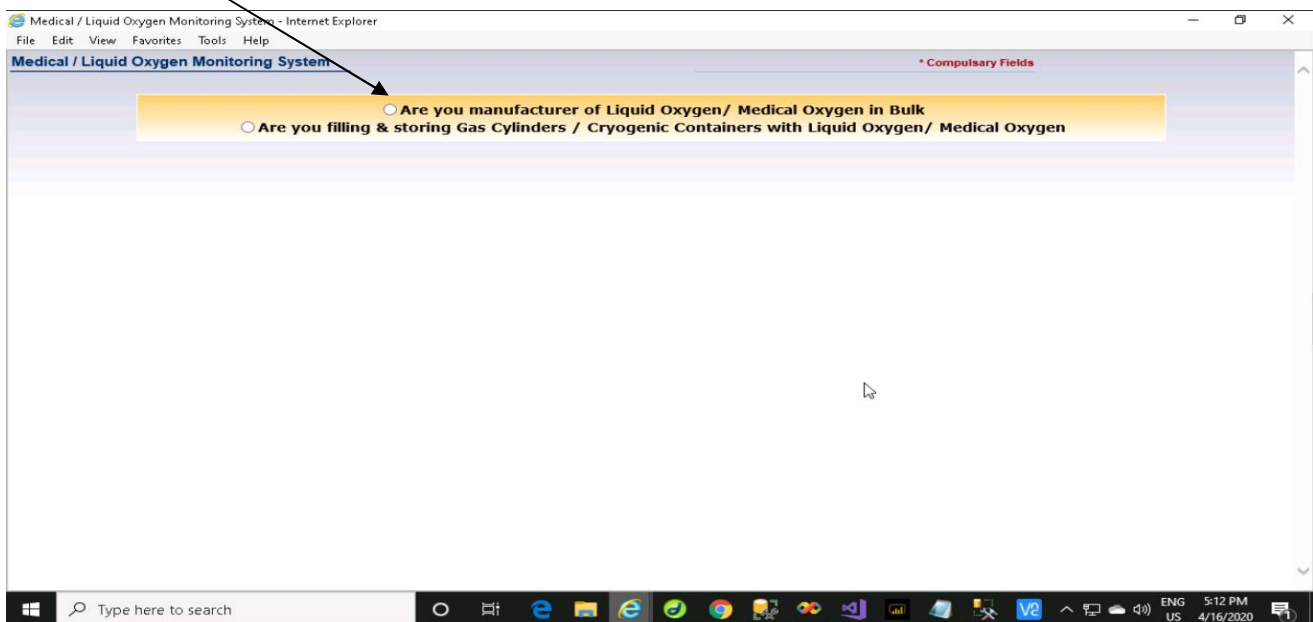 Medical / Liquid Oxygen Monitoring System - Internet Explorer
File Edit View Favorites Tools Help
Medical / Liquid Oxygen Monitoring System
* Compulsary Fields
Are you manufacturer of Liquid Oxygen/ Medical Oxygen in Bulk
Are you filling & storing Gas Cylinders / Cryogenic Containers with Liquid Oxygen/ Medical Oxygen
Type here to search
V2
ENG
US
5:12 PM
4/16/2020
1